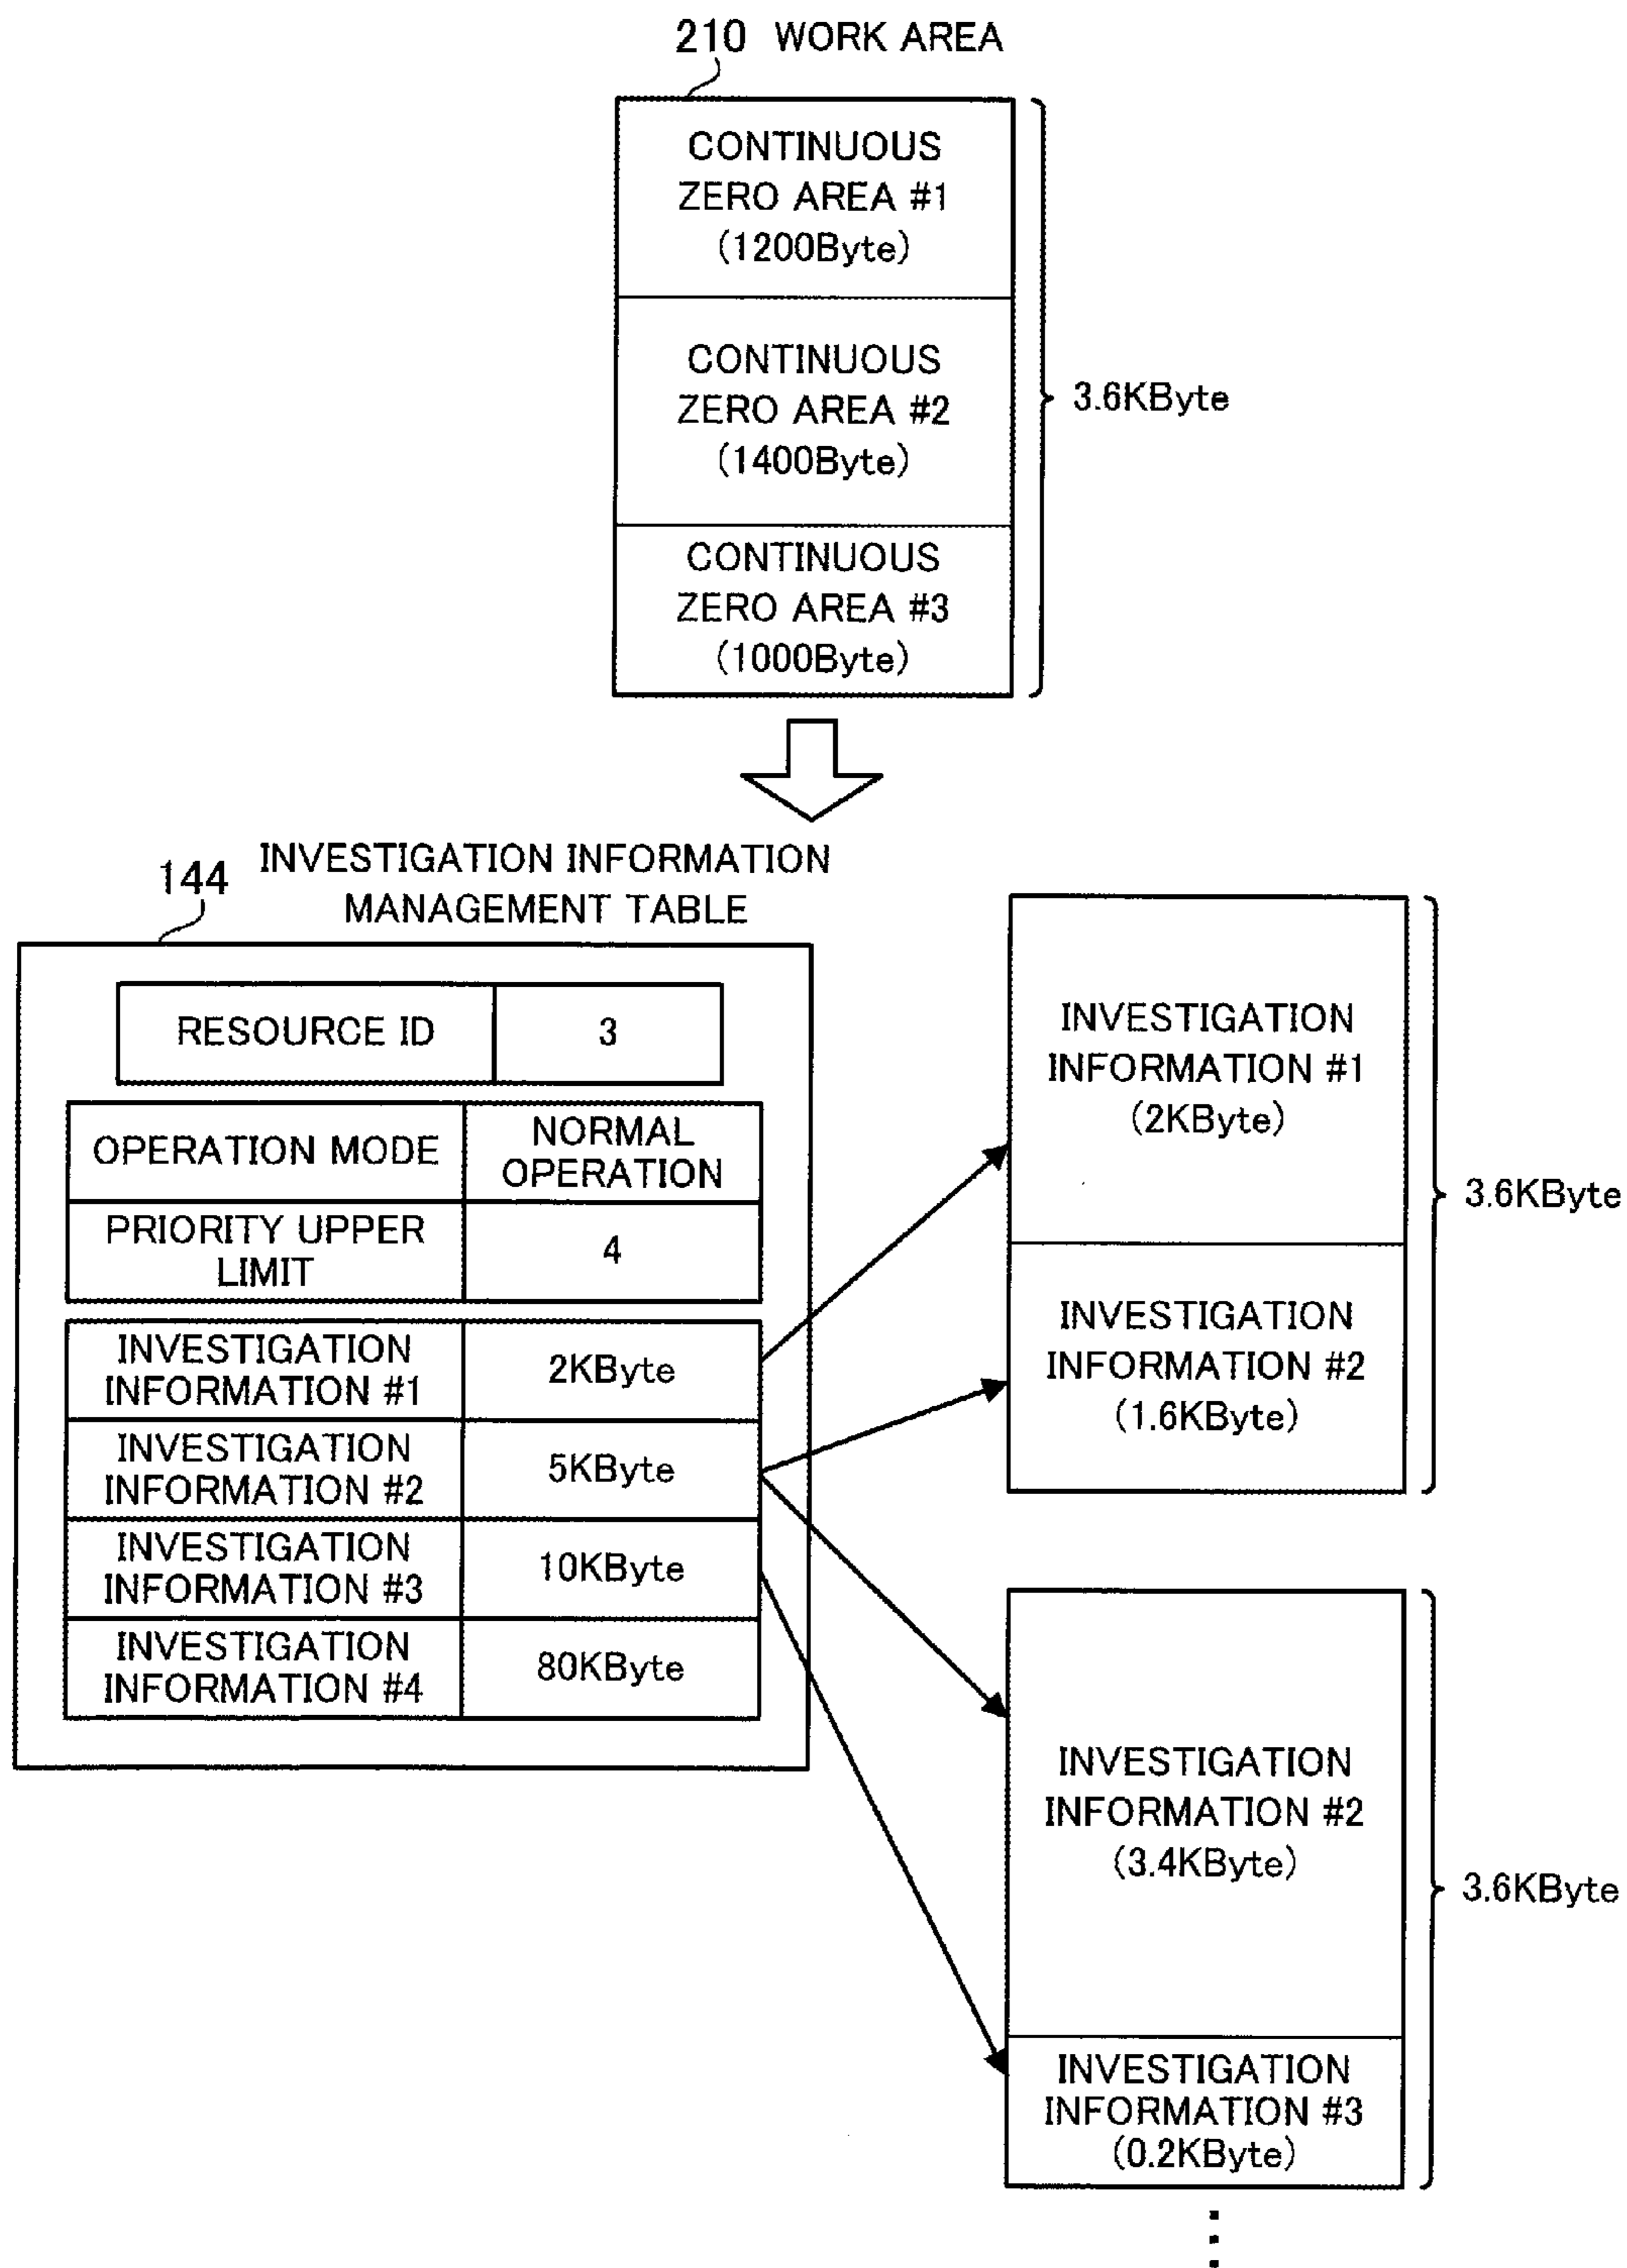 210 WORK AREA
CONTINUOUS
ZERO AREA #1
(1200Byte)
CONTINUOUS
ZERO AREA #2
(1400Byte)
CONTINUOUS
ZERO AREA #3
(1000Byte)
3.6KByte
144
INVESTIGATION INFORMATION
MANAGEMENT TABLE
RESOURCE ID
3
OPERATION MODE
NORMAL
OPERATION
PRIORITY UPPER
LIMIT
4
INVESTIGATION
INFORMATION #1
2KByte
INVESTIGATION
INFORMATION #2
5KByte
INVESTIGATION
INFORMATION #3
10KByte
INVESTIGATION
INFORMATION #4
80KByte
INVESTIGATION
INFORMATION #1
(2KByte)
INVESTIGATION
INFORMATION #2
(1.6KByte)
3.6KByte
INVESTIGATION
INFORMATION #2
(3.4KByte)
INVESTIGATION
INFORMATION #3
(0.2KByte)
3.6KByte